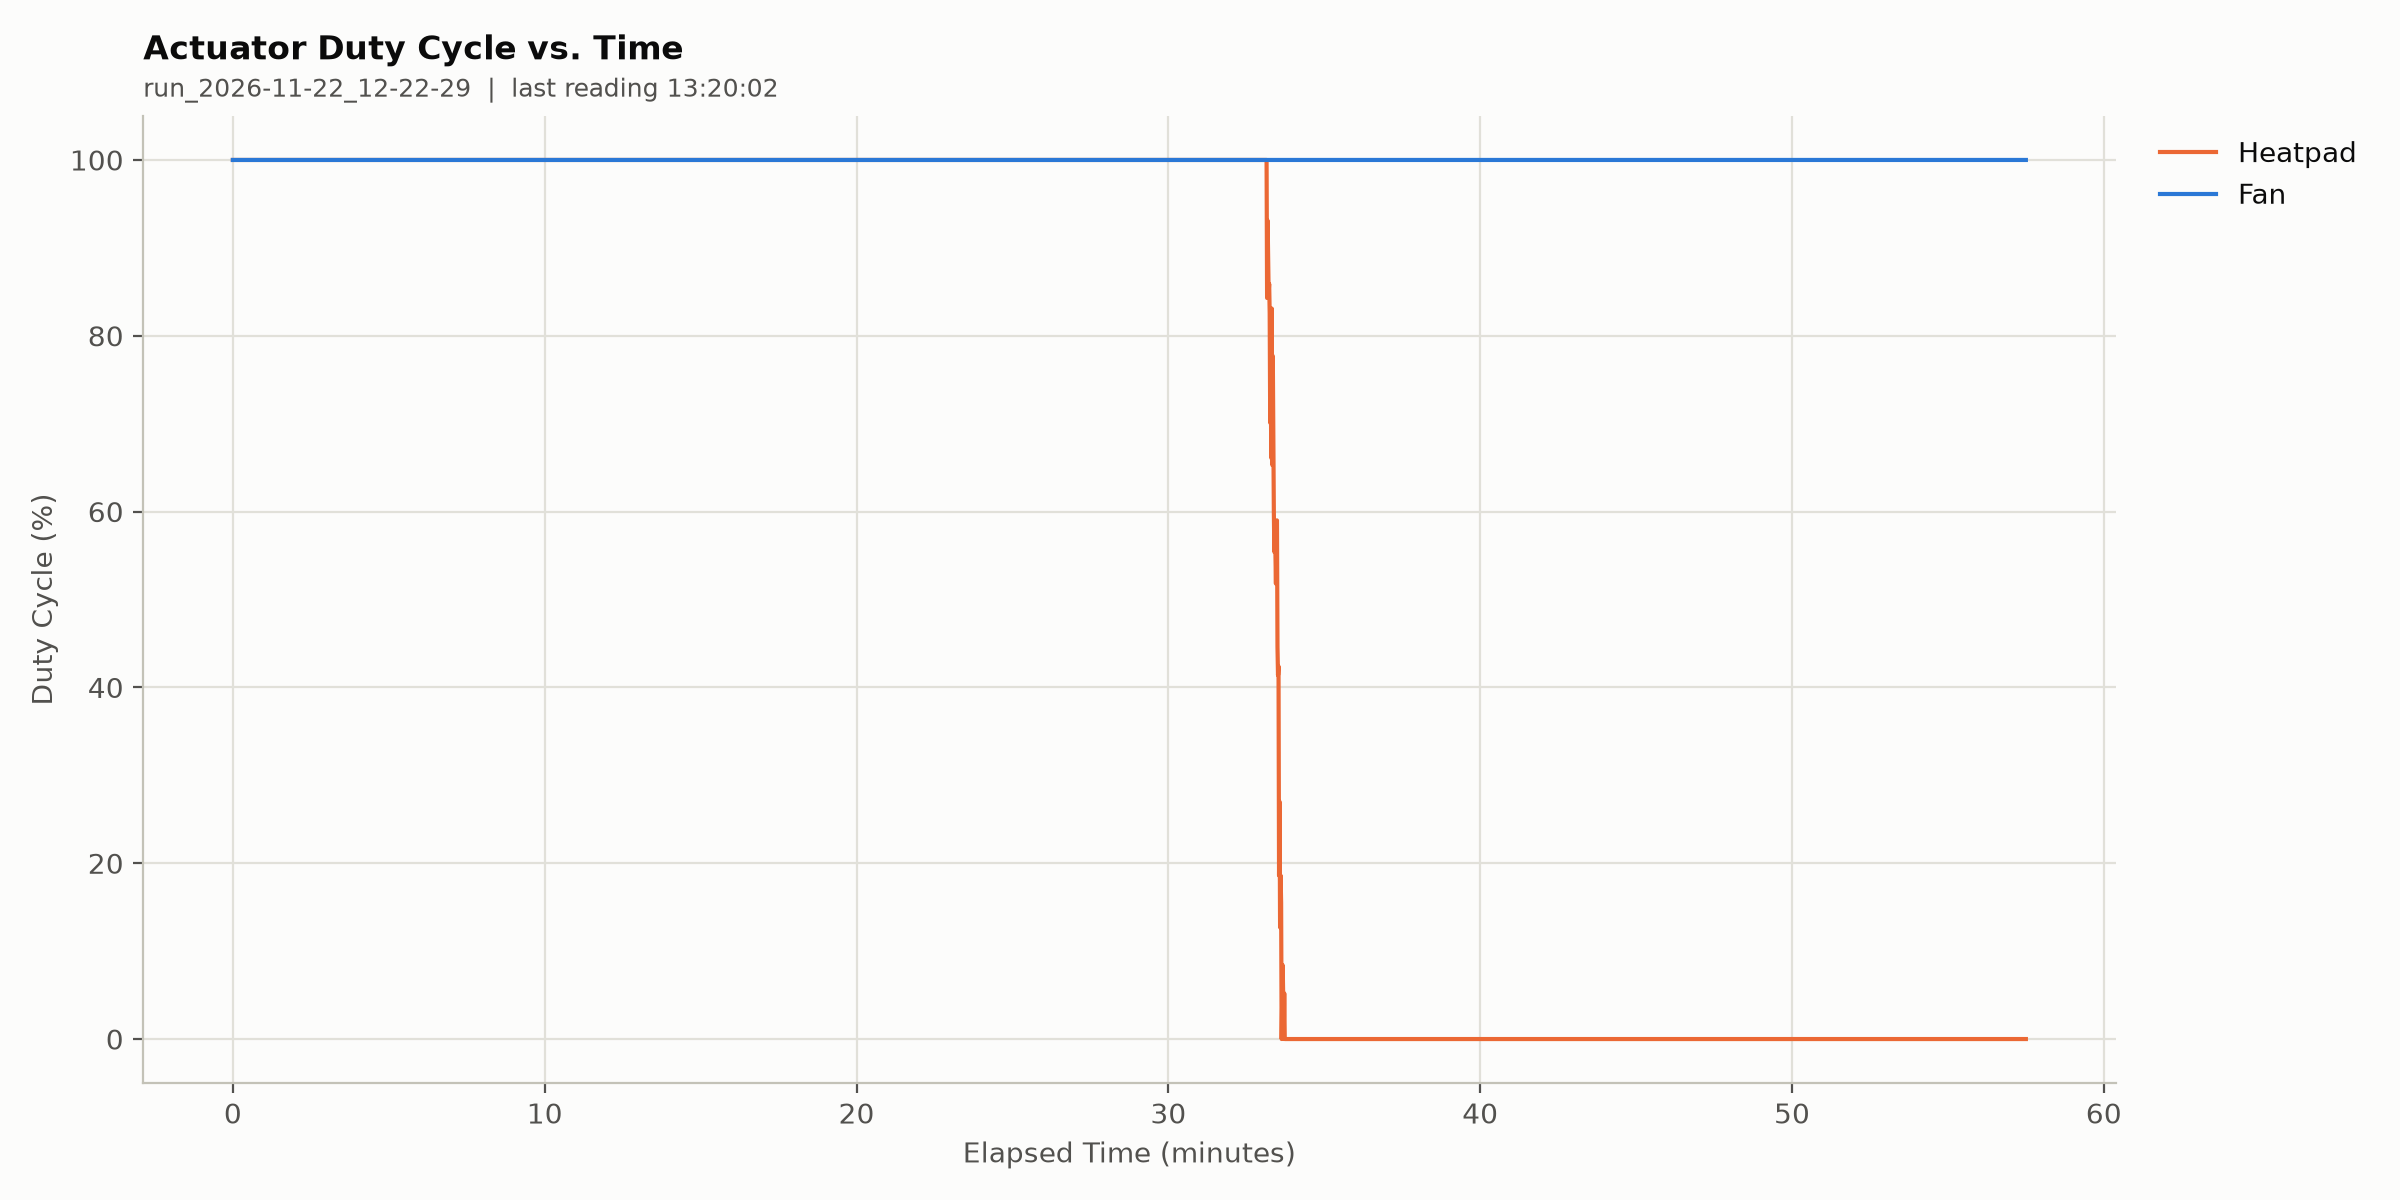 Actuator Duty Cycle vs. Time
run_2026-11-22_12-22-29  |  last reading 13:20:02
Heatpad
Fan
Duty Cycle (%)
100
80
60
40
20
0
0 10 20 30 40 50 60
Elapsed Time (minutes)